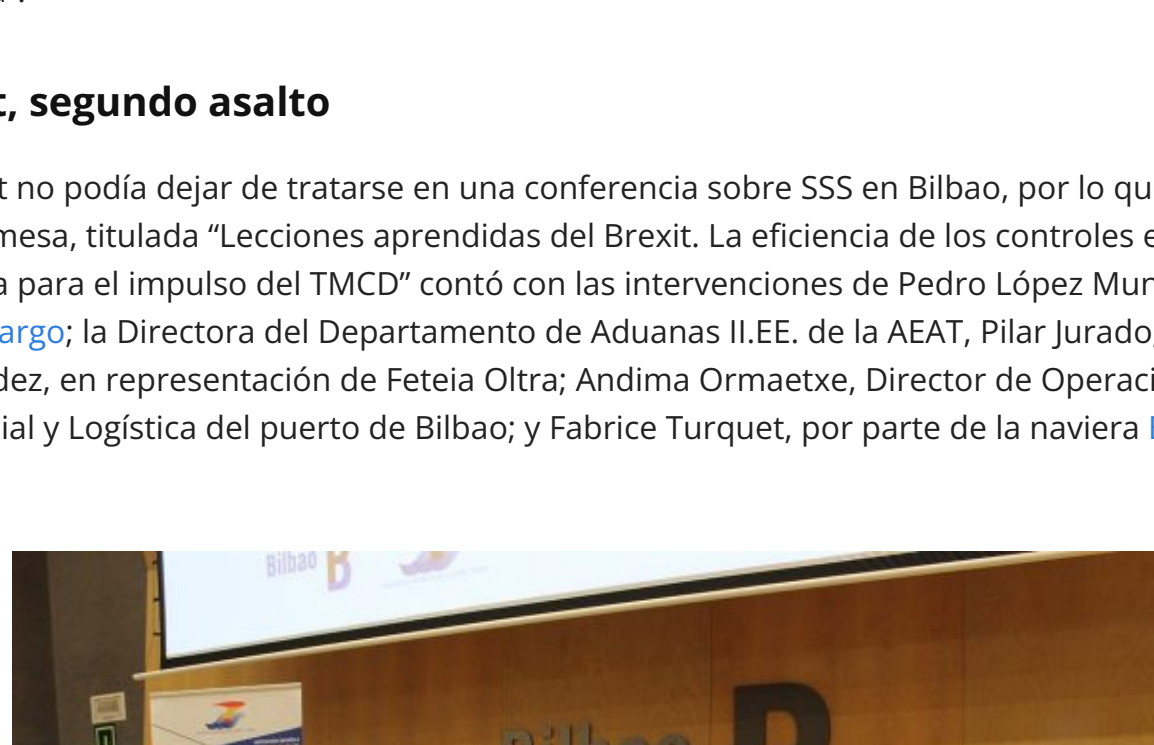 t, segundo asalto
t no podía dejar de tratarse en una conferencia sobre SSS en Bilbao, por lo qu
mesa, titulada “Lecciones aprendidas del Brexit. La eficiencia de los controles e
a para el impulso del TMCD” contó con las intervenciones de Pedro López Mun
argo; la Directora del Departamento de Aduanas II.EE. de la AEAT, Pilar Jurado,
dez, en representación de Feteia Oltra; Andima Ormaetxe, Director de Operaci
ial y Logística del puerto de Bilbao; y Fabrice Turquet, por parte de la naviera
Bilbao B
Bilbao B